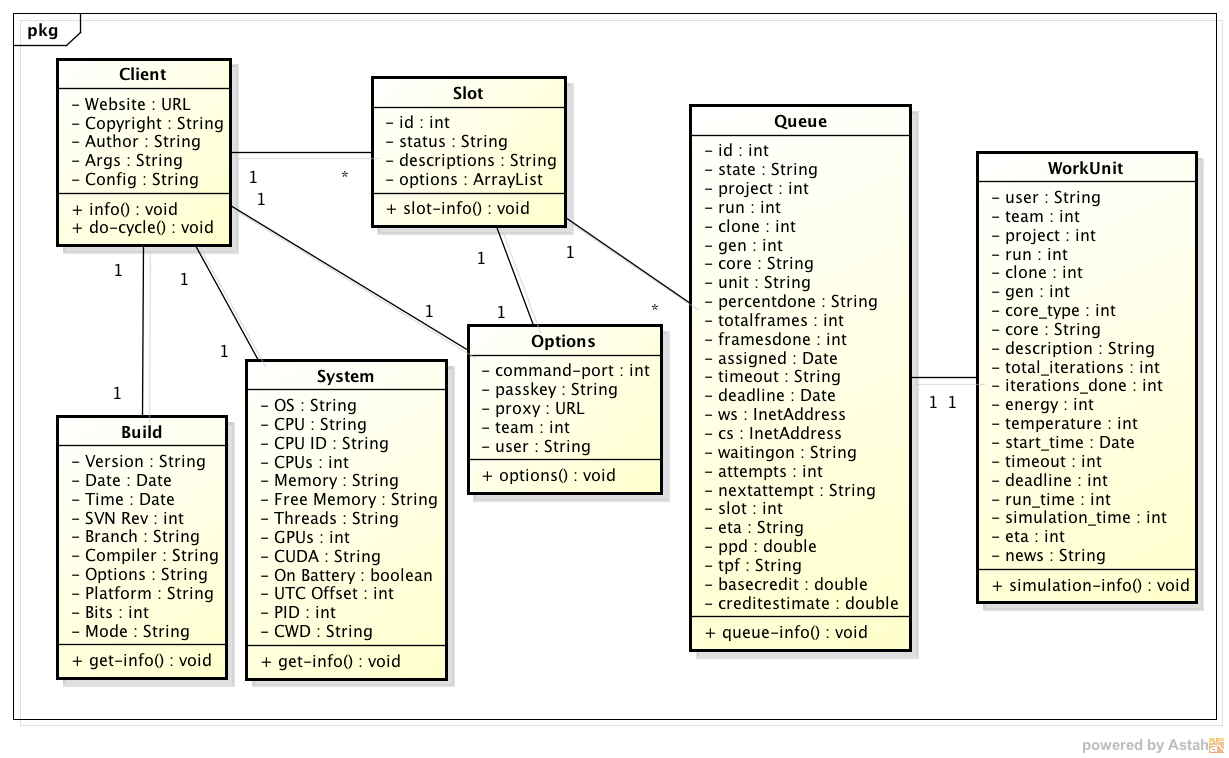 pkg
Client
- Website : URL
- Copyright : String
- Author : String
- Args : String
- Config : String
+ info() : void
+ do-cycle() : void
1
*
1
1
1
Slot
- id : int
- status : String
- descriptions : String
- options : ArrayList
+ slot-info() : void
1
1
1
1
*
1
1
Build
- Version : String
- Date : Date
- Time : Date
- SVN Rev : int
- Branch : String
- Compiler : String
- Options : String
- Platform : String
- Bits : int
- Mode : String
+ get-info() : void
System
- OS : String
- CPU : String
- CPU ID : String
- CPUs : int
- Memory : String
- Free Memory : String
- Threads : String
- GPUs : int
- CUDA : String
- On Battery : boolean
- UTC Offset : int
- PID : int
- CWD : String
+ get-info() : void
Options
- command-port : int
- passkey : String
- proxy : URL
- team : int
- user : String
+ options() : void
Queue
- id : int
- state : String
- project : int
- run : int
- clone : int
- gen : int
- core : String
- unit : String
- percentdone : String
- totalframes : int
- framesdone : int
- assigned : Date
- timeout : String
- deadline : Date
- ws : InetAddress
- cs : InetAddress
- waitingon : String
- attempts : int
- nextattempt : String
- slot : int
- eta : String
- ppd : double
- tpf : String
- basecredit : double
- creditestimate : double
+ queue-info() : void
1 1
WorkUnit
- user : String
- team : int
- project : int
- run : int
- clone : int
- gen : int
- core_type : int
- core : String
- description : String
- total_iterations : int
- iterations_done : int
- energy : int
- temperature : int
- start_time : Date
- timeout : int
- deadline : int
- run_time : int
- simulation_time : int
- eta : int
- news : String
+ simulation-info() : void
powered by Astah